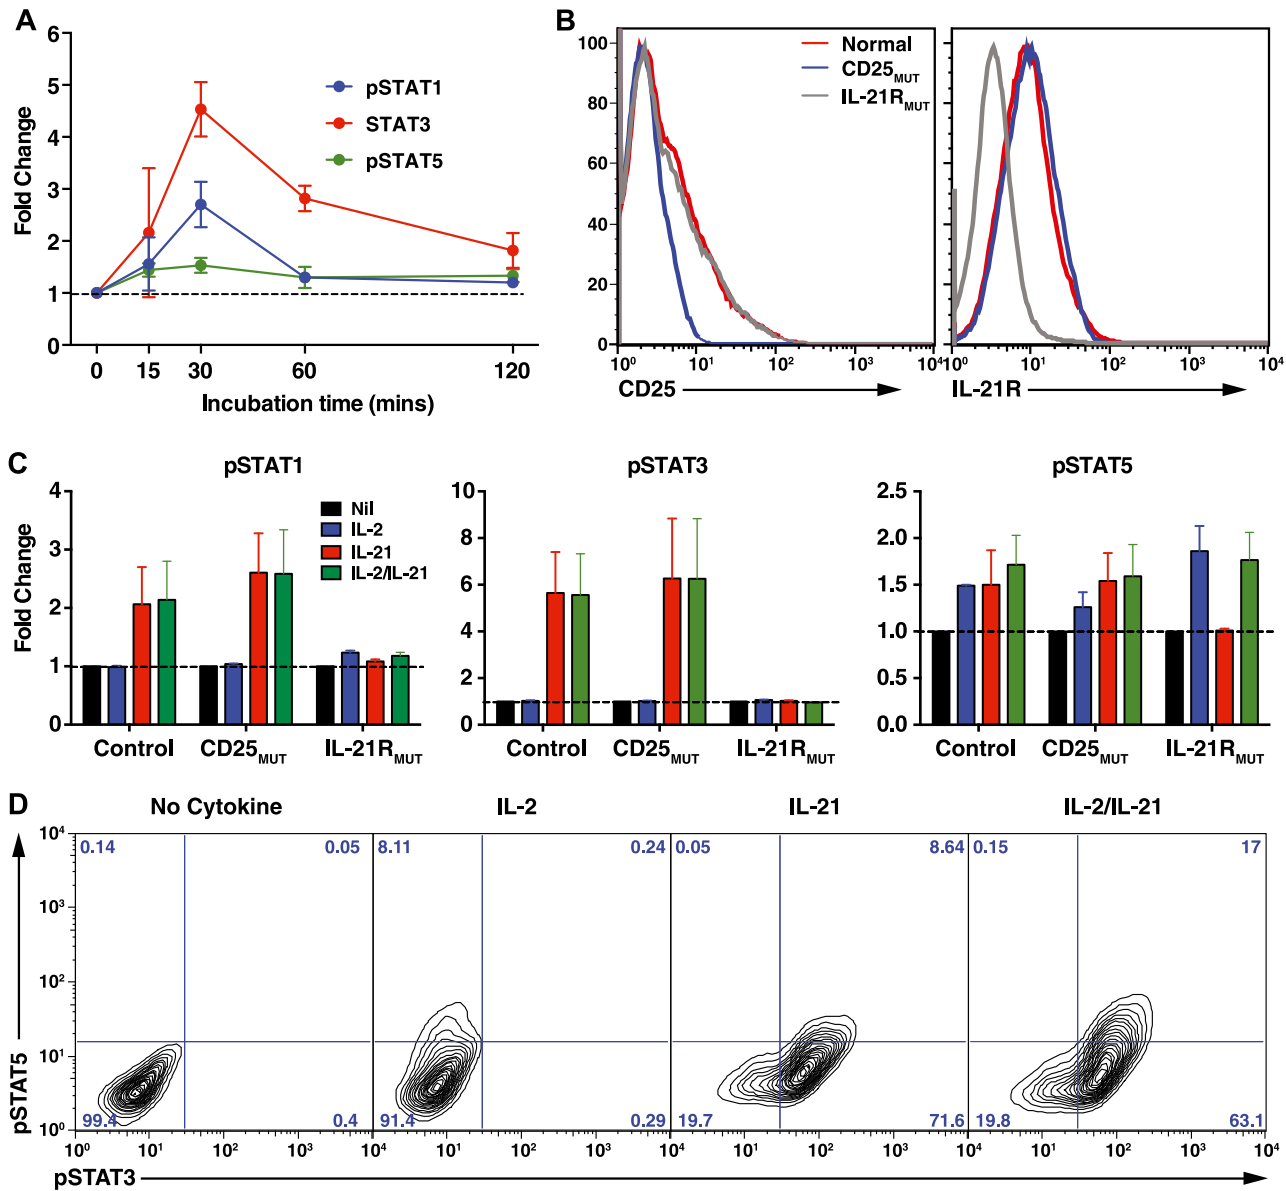 A
6
5
4
3
2
1
0
Fold Change
pSTAT1
STAT3
pSTAT5
0 15 30 60 120
Incubation time (mins)
B
100
80
60
40
20
0
Normal
CD25MUT
IL-21RMUT
10⁰ 10¹ 10² 10³ 10⁴
CD25
10⁰ 10¹ 10² 10³ 10⁴
IL-21R
C
pSTAT1
4
3
2
1
0
Fold Change
Nil
IL-2
IL-21
IL-2/IL-21
Control CD25MUT IL-21RMUT
pSTAT3
10
8
6
4
2
0
Control CD25MUT IL-21RMUT
pSTAT5
2.5
2.0
1.5
1.0
0.5
0.0
Control CD25MUT IL-21RMUT
D
No Cytokine IL-2 IL-21 IL-2/IL-21
10⁴
10³
10²
10¹
10⁰
pSTAT5
0.14 0.05 8.11 0.24 0.05 8.64 0.15 17
99.4 0.4 91.4 0.29 19.7 71.6 19.8 63.1
10⁰ 10¹ 10² 10³ 10⁴ 10¹ 10² 10³ 10⁴ 10¹ 10² 10³ 10⁴ 10¹ 10² 10³ 10⁴
pSTAT3